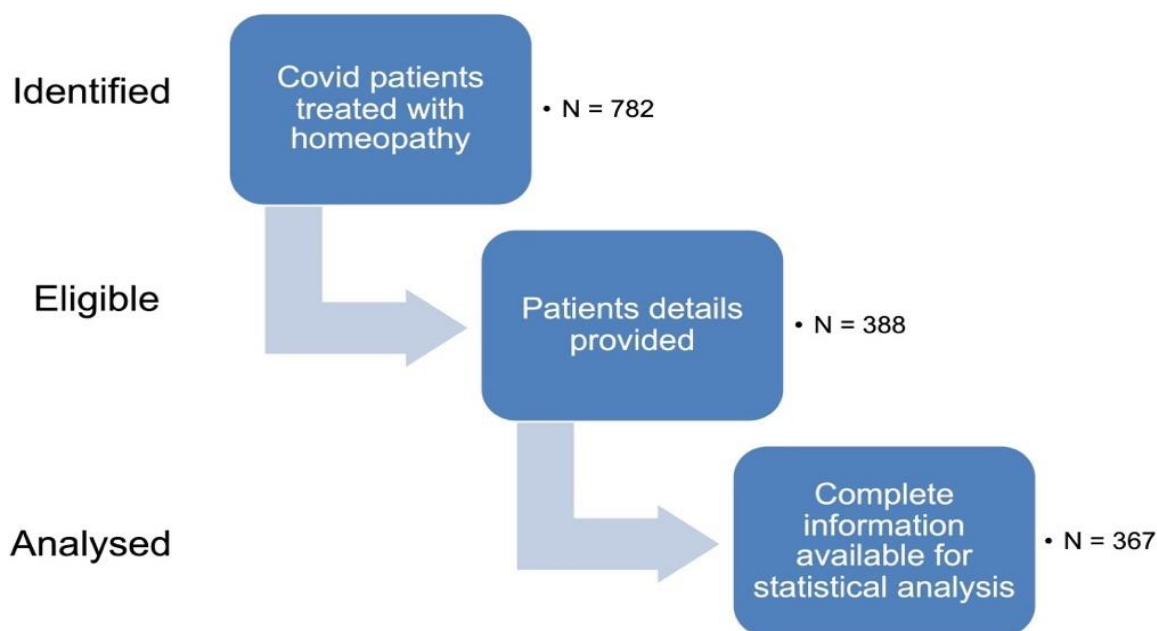 Identified
Covid patients
treated with
homeopathy
• N = 782
Eligible
Patients details
provided
• N = 388
Analysed
Complete
information
available for
statistical analysis
• N = 367